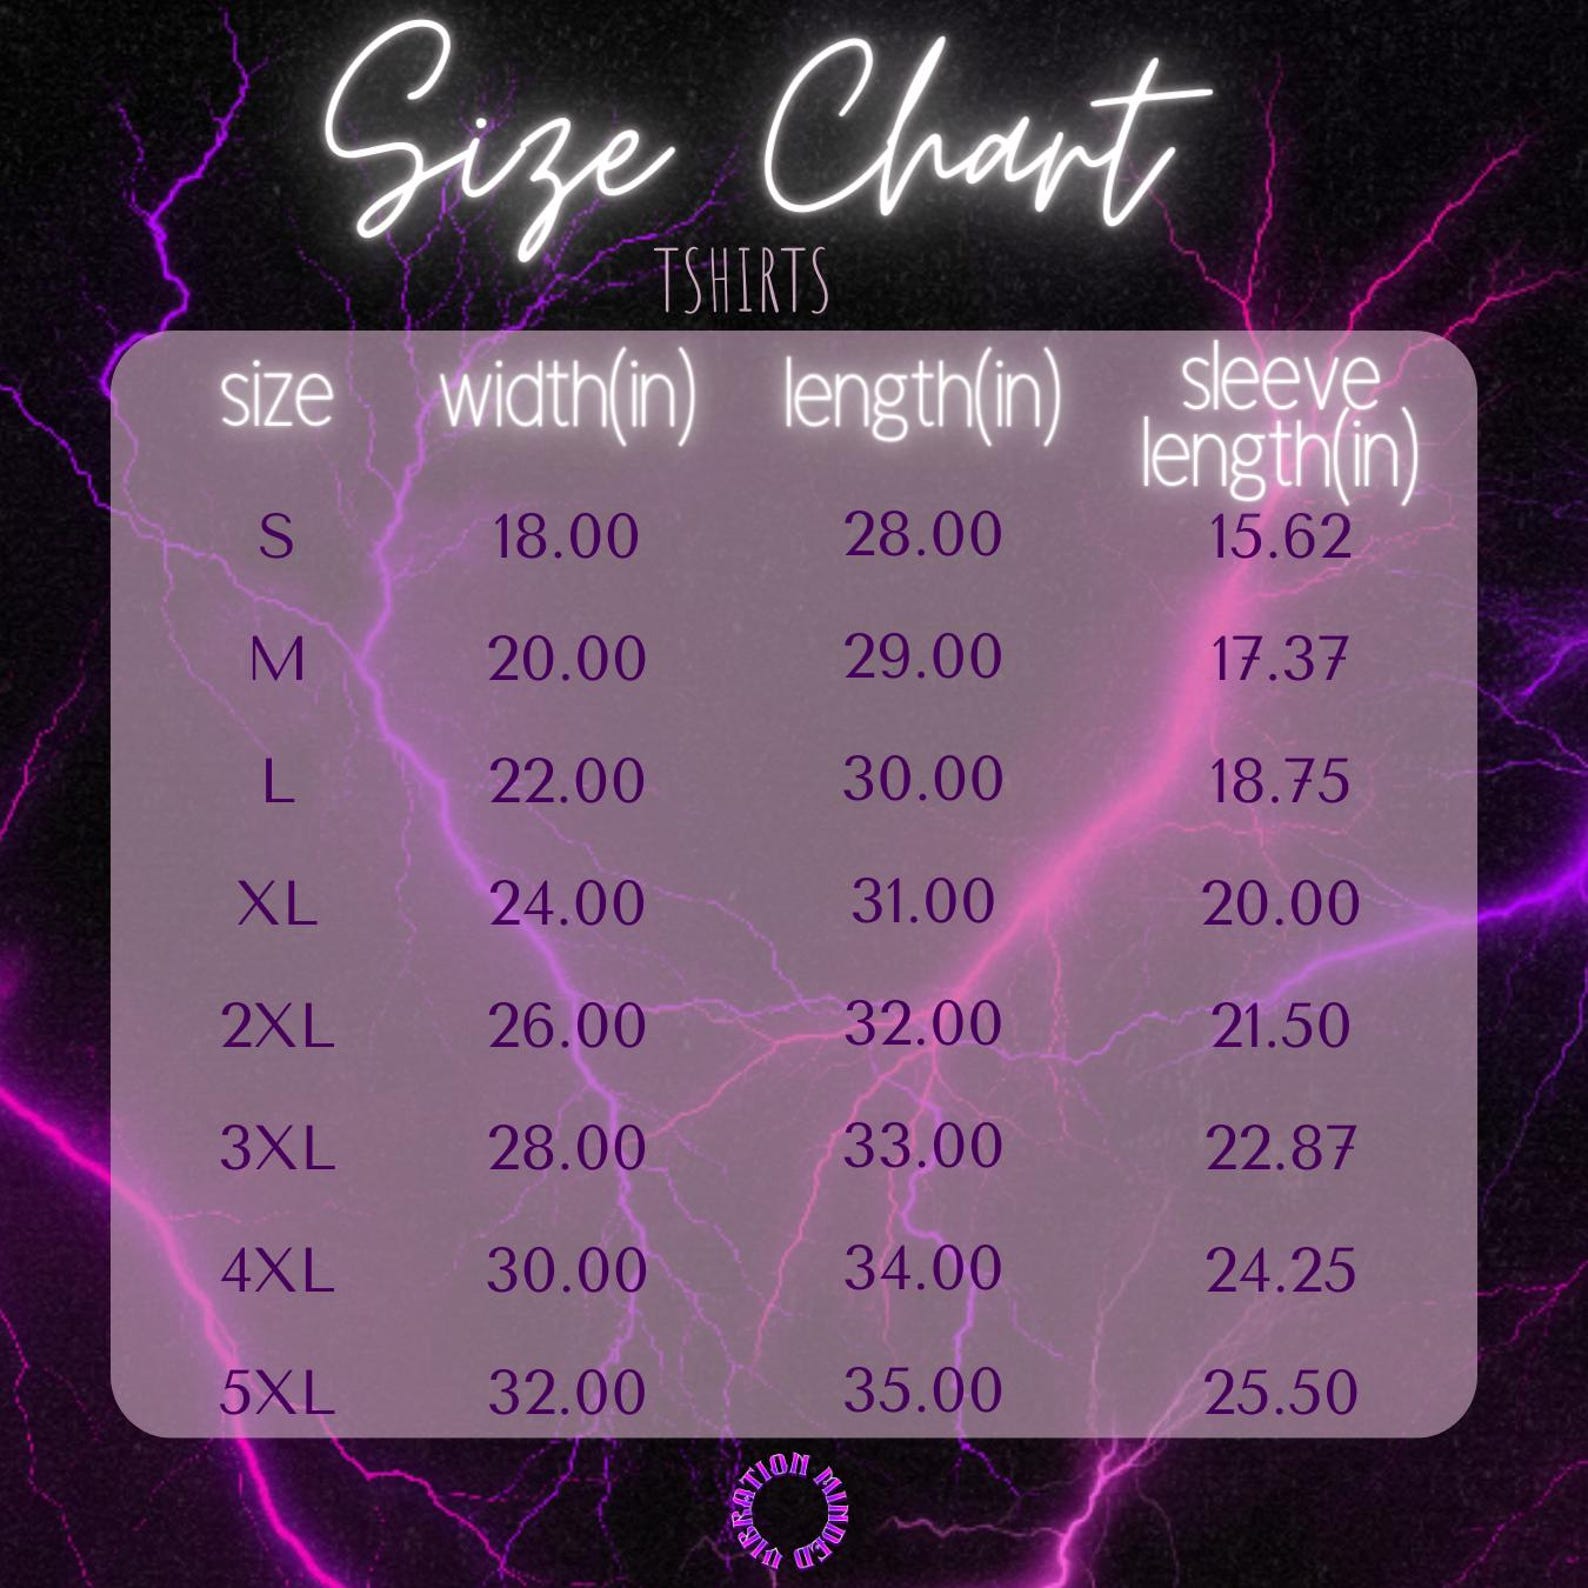 Size Chart
TSHIRTS
size width(in) length(in) sleeve length(in)
S 18.00 28.00 15.62
M 20.00 29.00 17.37
L 22.00 30.00 18.75
XL 24.00 31.00 20.00
2XL 26.00 32.00 21.50
3XL 28.00 33.00 22.87
4XL 30.00 34.00 24.25
5XL 32.00 35.00 25.50
VIBRATION MINDED